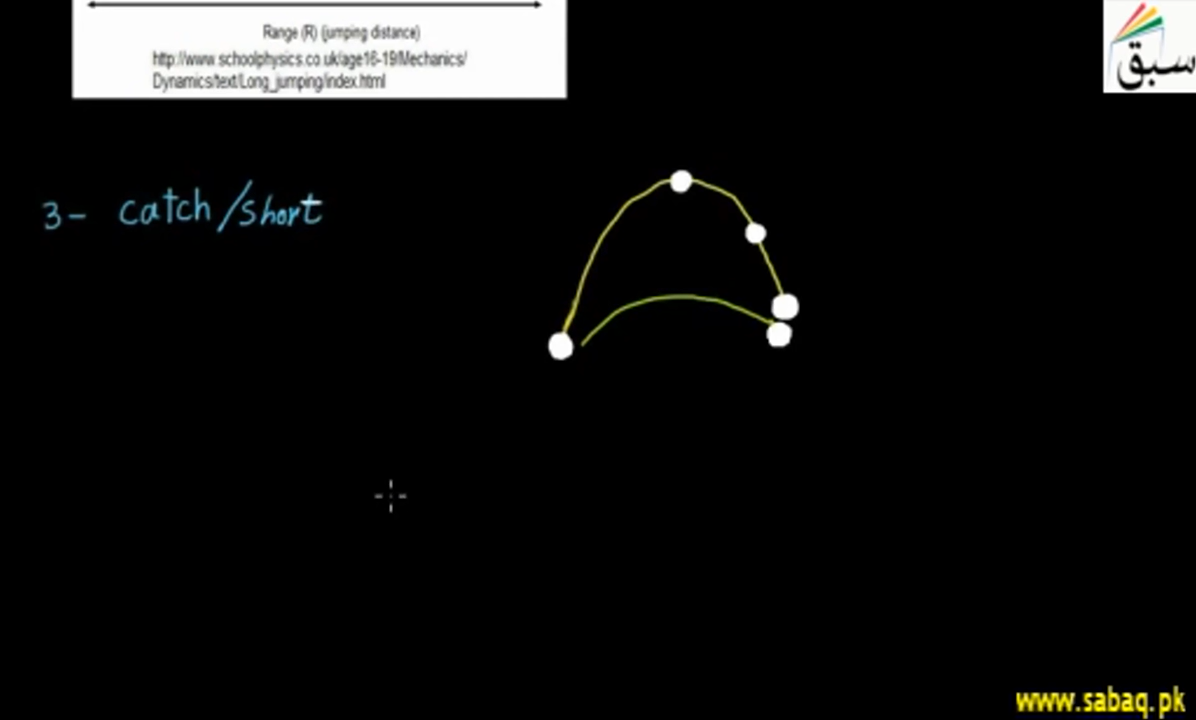 Range (R) (jumping distance)
http://www.schoolphysics.co.uk/age16-19/Mechanics/
Dynamics/text/Long_jumping/index.html
سبق
3- catch/short
www.sabaq.pk